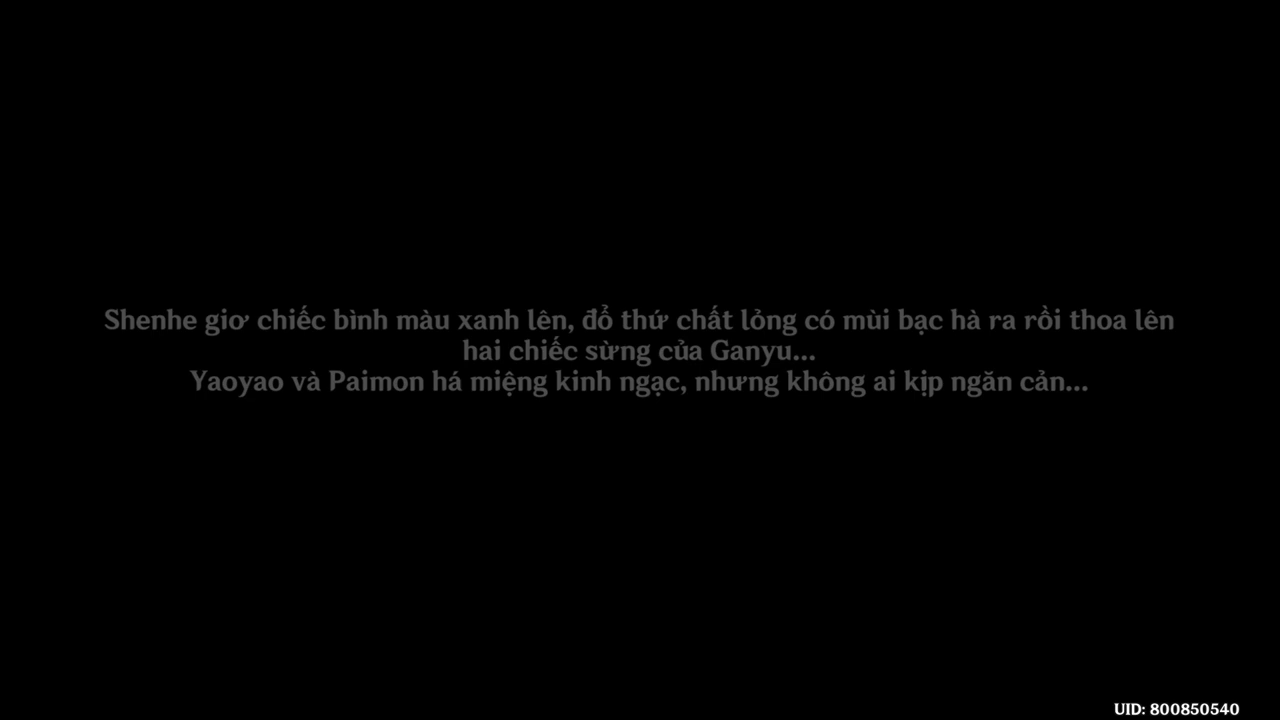 Shenhe giơ chiếc bình màu xanh lên, đổ thứ chất lỏng có mùi bạc hà ra rồi thoa lên
hai chiếc sừng của Ganyu...
Yaoyao và Paimon há miệng kinh ngạc, nhưng không ai kịp ngăn cản...
UID: 800850540